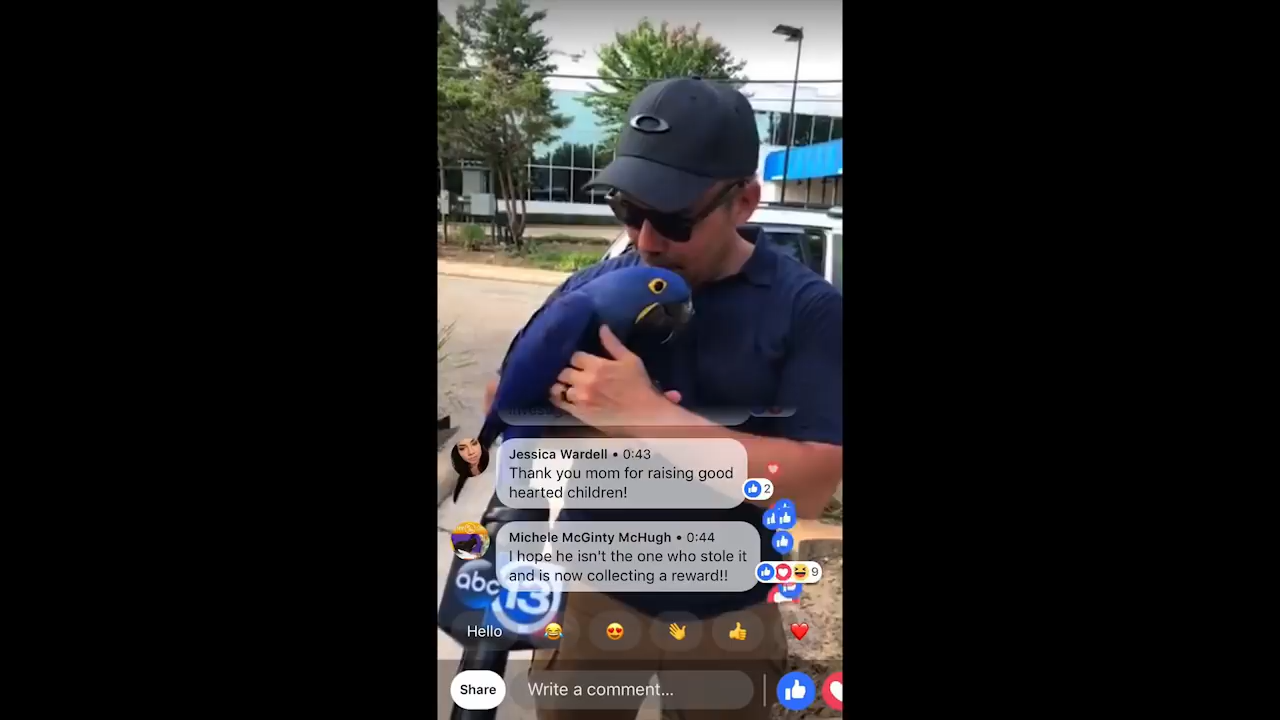 Jessica Wardell • 0:43
Thank you mom for raising good
hearted children!
2
Michele McGinty McHugh • 0:44
I hope he isn't the one who stole it
and is now collecting a reward!!
9
abc 13
Hello
Share
Write a comment...